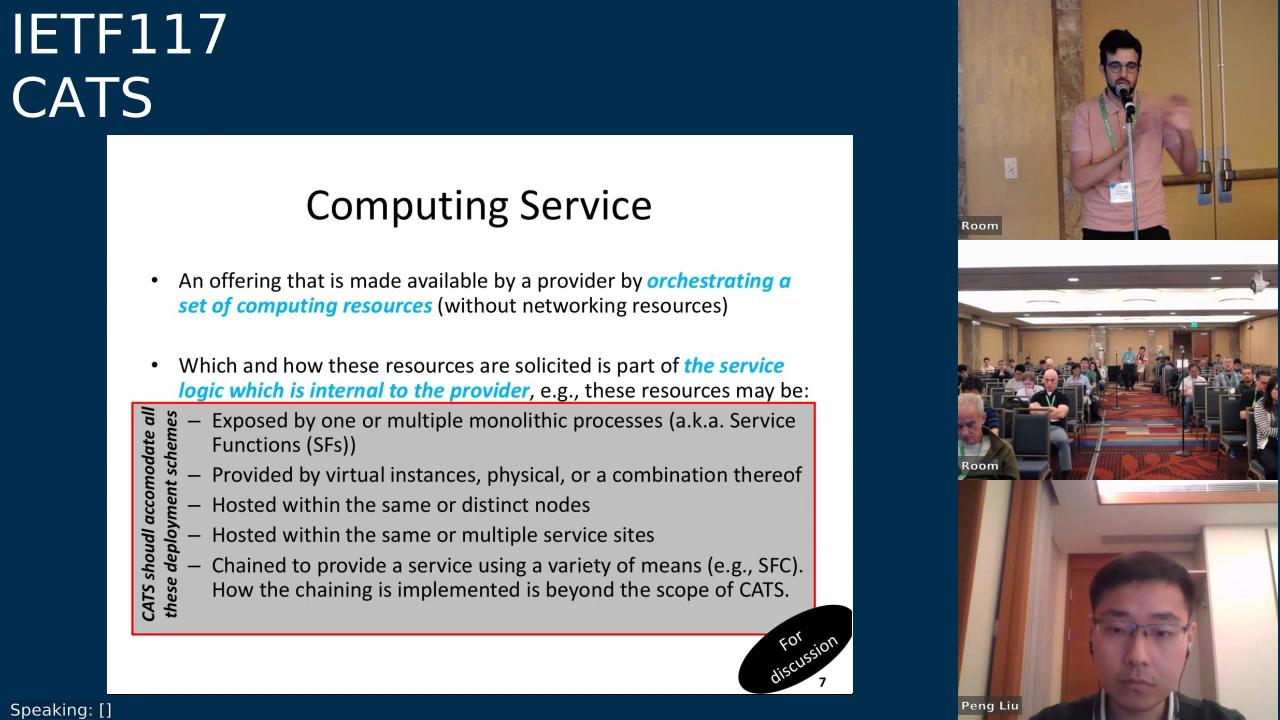 IETF117
CATS
Computing Service
• An offering that is made available by a provider by orchestrating a
set of computing resources (without networking resources)
• Which and how these resources are solicited is part of the service
logic which is internal to the provider, e.g., these resources may be:
CATS shoudl accomodate all
these deployment schemes
– Exposed by one or multiple monolithic processes (a.k.a. Service
Functions (SFs))
– Provided by virtual instances, physical, or a combination thereof
– Hosted within the same or distinct nodes
– Hosted within the same or multiple service sites
– Chained to provide a service using a variety of means (e.g., SFC).
How the chaining is implemented is beyond the scope of CATS.
For
discussion
7
Speaking: []
Room
Room
Peng Liu